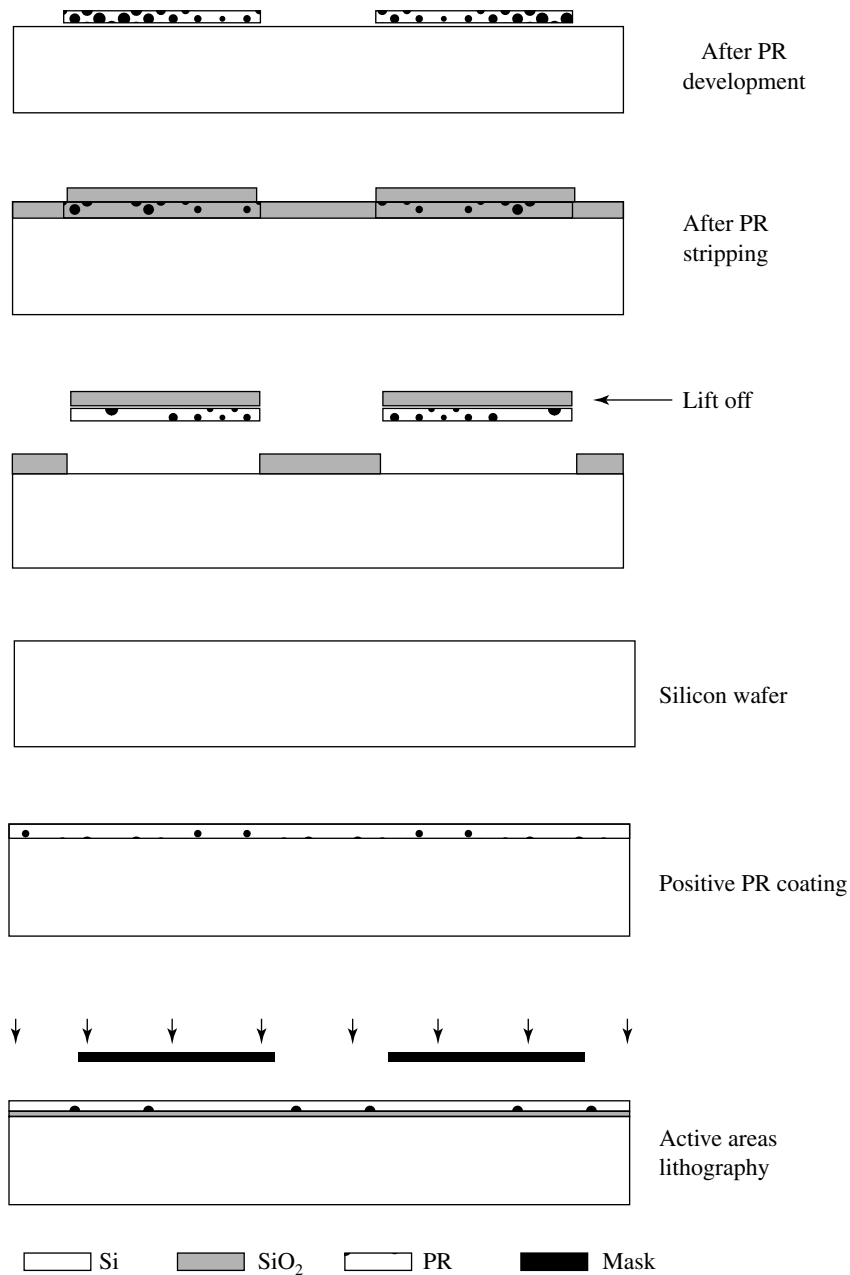 After PR
development
After PR
stripping
Lift off
Silicon wafer
Positive PR coating
Active areas
lithography
Si
SiO₂
PR
Mask